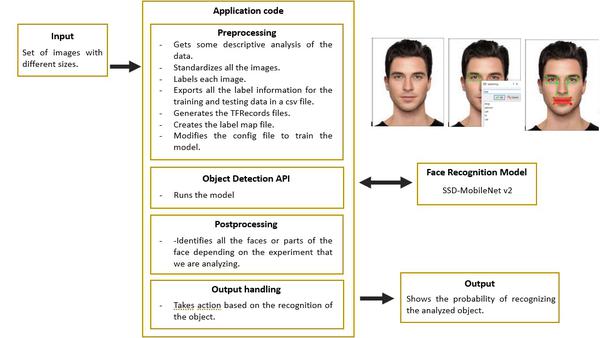 Application code
Input
Set of images with
different sizes.
Preprocessing
- Gets some descriptive analysis of the
data.
- Standardizes all the images.
- Labels each image.
- Exports all the label information for the
training and testing data in a csv file.
- Generates the TFRecords files.
- Creates the label map file.
- Modifies the config file to train the
model.
Object Detection API
- Runs the model
Face Recognition Model
SSD-MobileNet v2
Postprocessing
- -Identifies all the faces or parts of the
face depending on the experiment that
we are analyzing.
Output handling
- Takes action based on the recognition of
the object.
Output
Shows the probability of recognizing
the analyzed object.